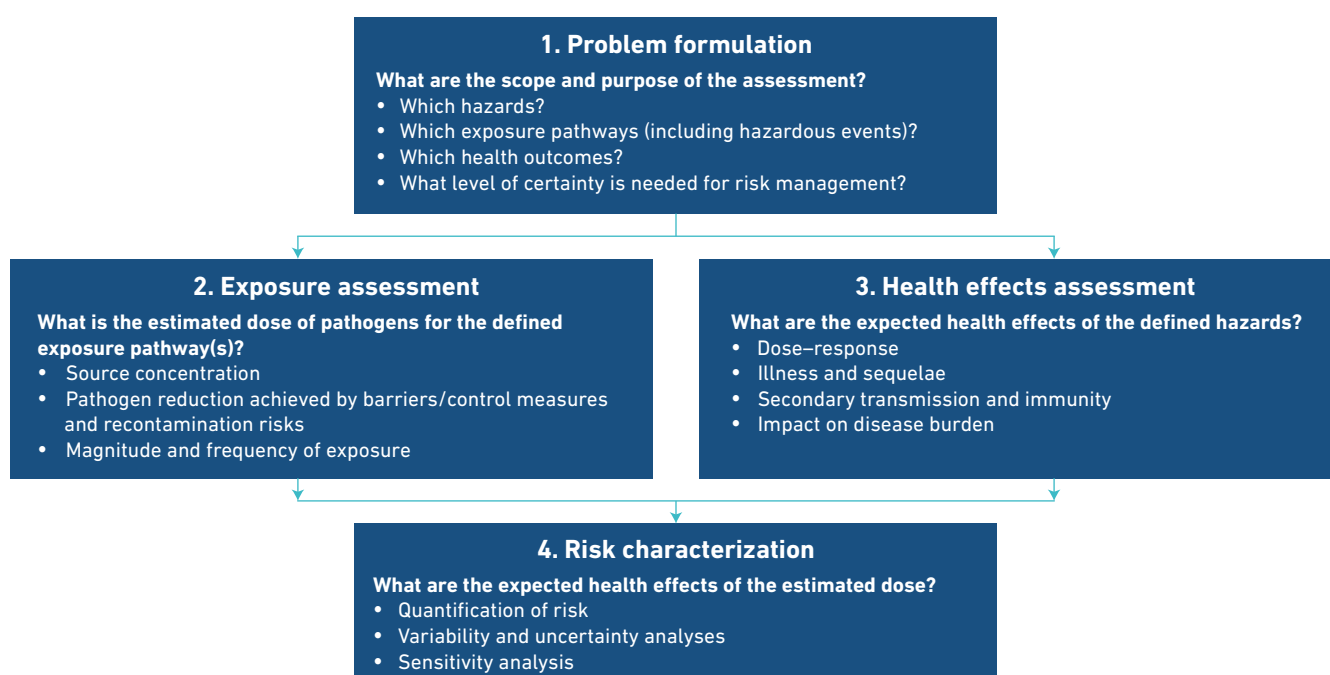 1. Problem formulation
What are the scope and purpose of the assessment?
• Which hazards?
• Which exposure pathways (including hazardous events)?
• Which health outcomes?
• What level of certainty is needed for risk management?
2. Exposure assessment
What is the estimated dose of pathogens for the defined
exposure pathway(s)?
• Source concentration
• Pathogen reduction achieved by barriers/control measures
and recontamination risks
• Magnitude and frequency of exposure
3. Health effects assessment
What are the expected health effects of the defined hazards?
• Dose–response
• Illness and sequelae
• Secondary transmission and immunity
• Impact on disease burden
4. Risk characterization
What are the expected health effects of the estimated dose?
• Quantification of risk
• Variability and uncertainty analyses
• Sensitivity analysis